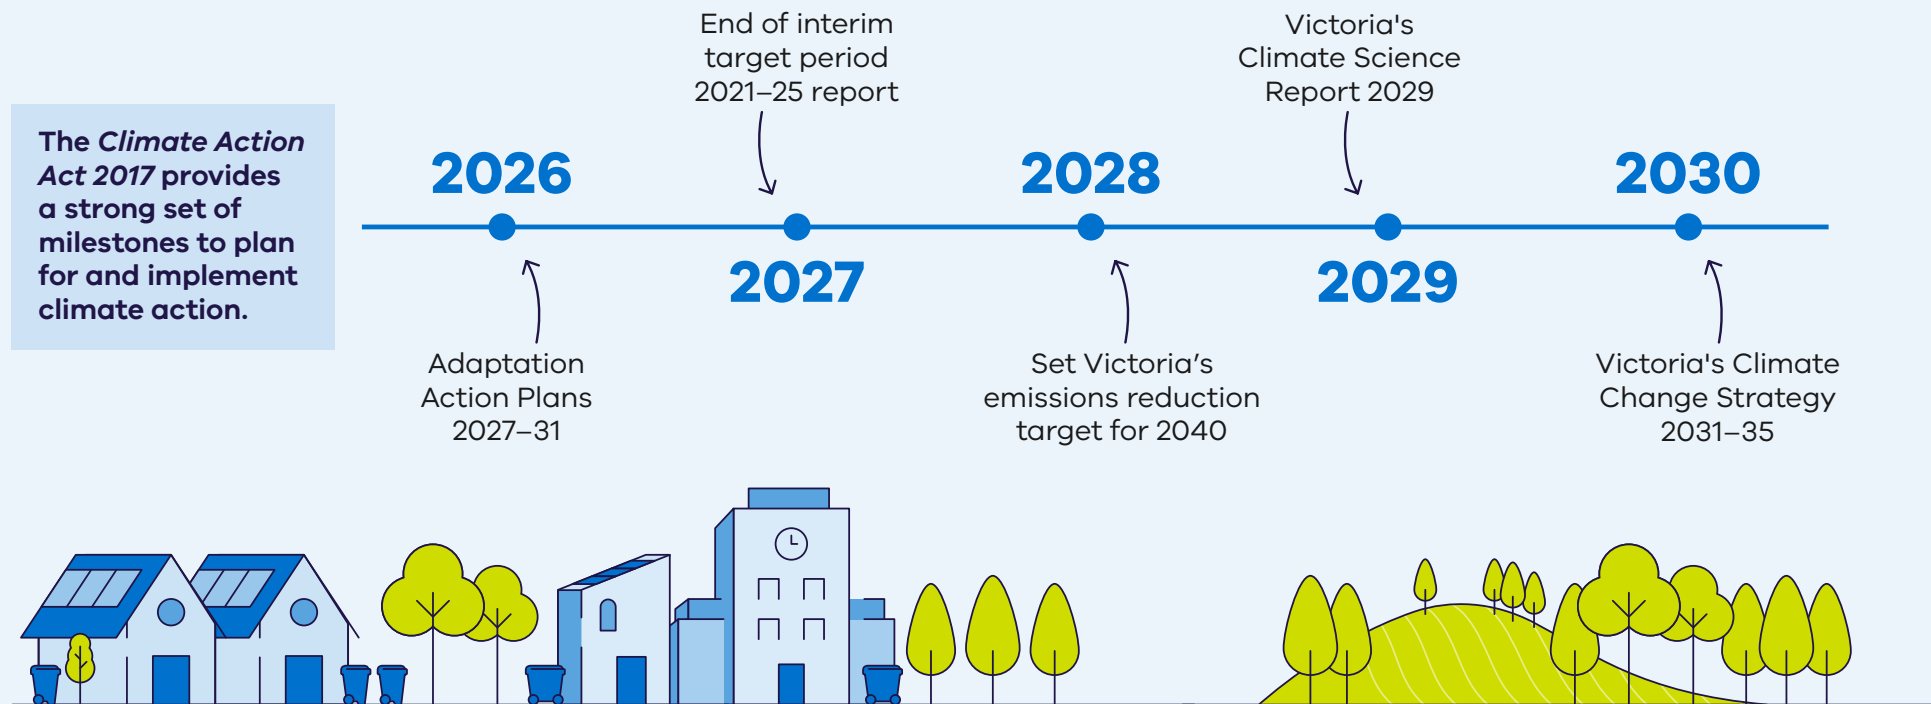 The Climate Action
Act 2017 provides
a strong set of
milestones to plan
for and implement
climate action.
2026
Adaptation
Action Plans
2027–31
End of interim
target period
2021–25 report
2027
2028
Set Victoria’s
emissions reduction
target for 2040
Victoria's
Climate Science
Report 2029
2029
2030
Victoria's Climate
Change Strategy
2031–35